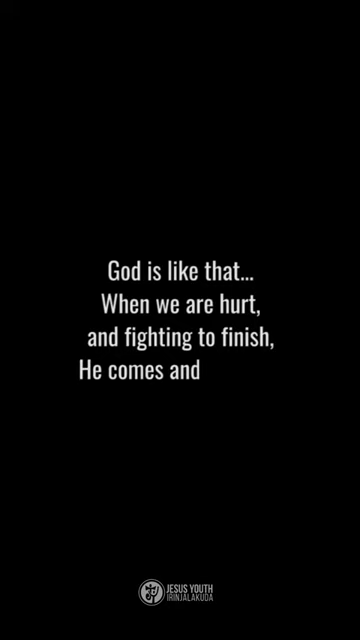 God is like that...
When we are hurt,
and fighting to finish,
He comes and
JESUS YOUTH
IRINJALAKUDA